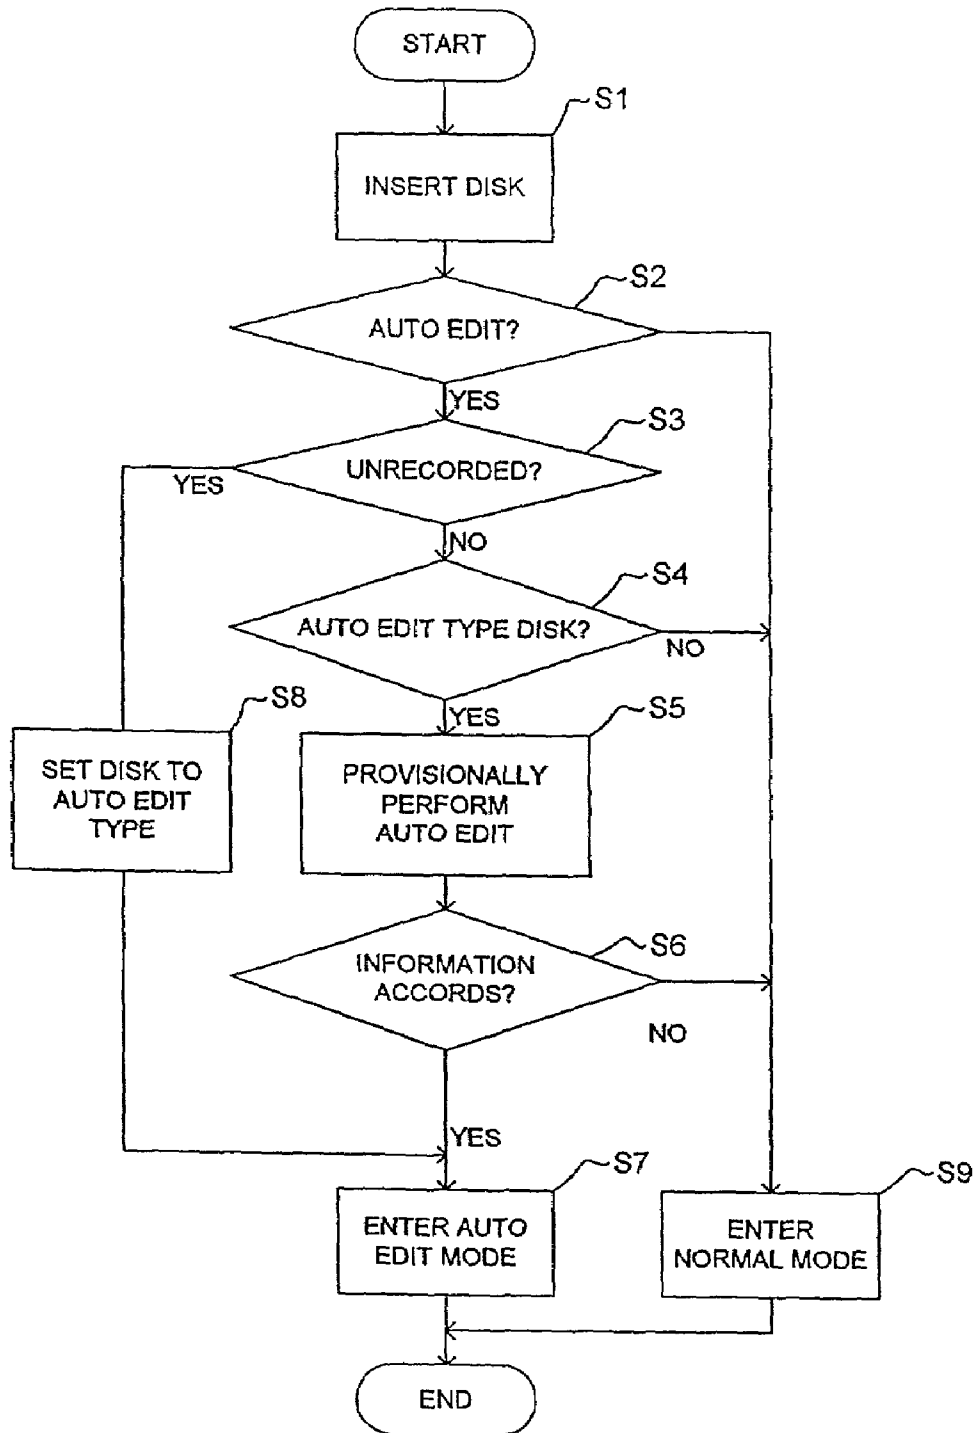 START
S1
INSERT DISK
S2
AUTO EDIT?
YES
S3
UNRECORDED?
YES
NO
S4
AUTO EDIT TYPE DISK?
NO
YES
S8
S5
SET DISK TO
AUTO EDIT
TYPE
PROVISIONALLY
PERFORM
AUTO EDIT
S6
INFORMATION
ACCORDS?
NO
YES
S7
S9
ENTER AUTO
EDIT MODE
ENTER
NORMAL MODE
END